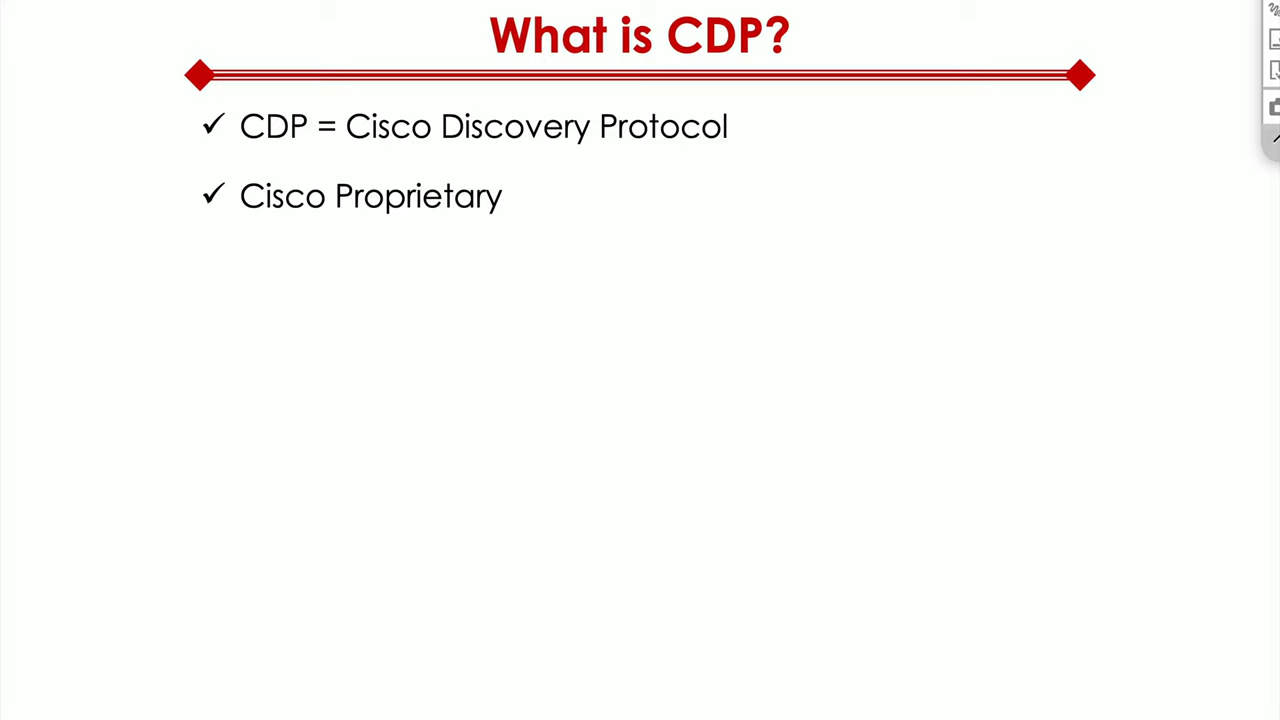 What is CDP?
✓ CDP = Cisco Discovery Protocol
✓ Cisco Proprietary